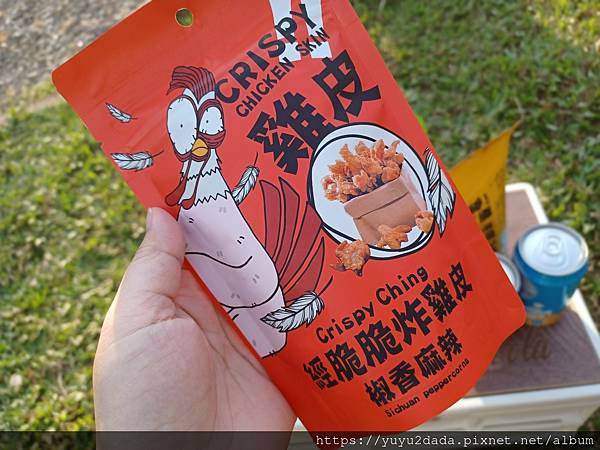 CRISPY
CHICKEN SKIN
雞皮
Crispy Ching
經脆脆炸雞皮
椒香麻辣
Sichuan peppercorns
https://yuyu2dada.pixnet.net/album